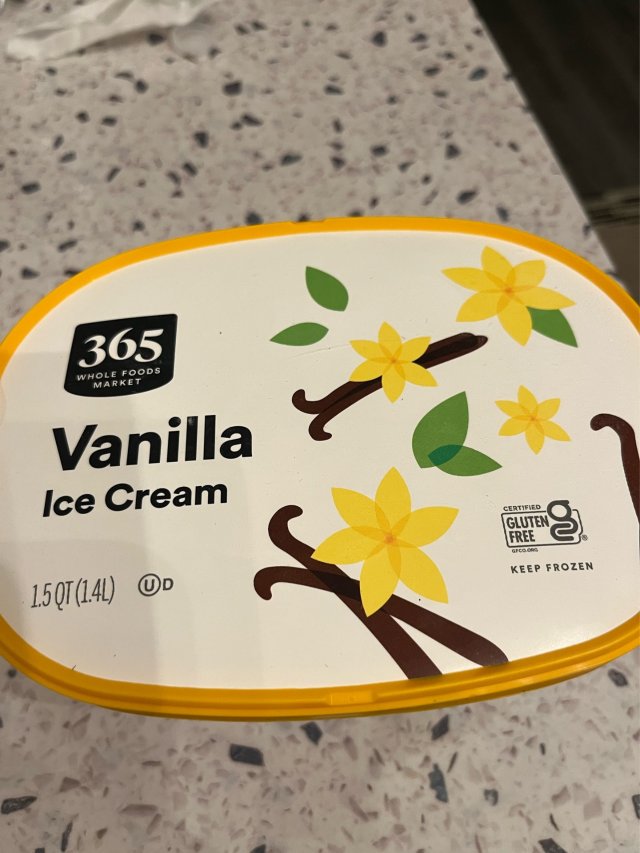 365
WHOLE FOODS
MARKET
Vanilla
Ice Cream
1.5 QT (1.4L) U D
CERTIFIED
GLUTEN
FREE
g ®
GFCO.ORG
KEEP FROZEN